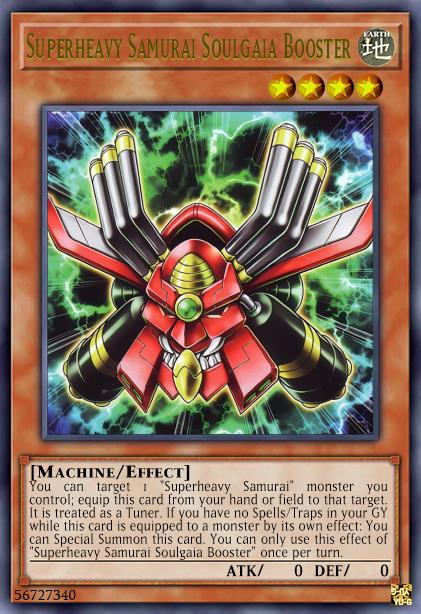 Superheavy Samurai Soulgaia Booster
EARTH
地
[Machine/Effect]
You can target 1 "Superheavy Samurai" monster you
control; equip this card from your hand or field to that target.
It is treated as a Tuner. If you have no Spells/Traps in your GY
while this card is equipped to a monster by its own effect: You
can Special Summon this card. You can only use this effect of
"Superheavy Samurai Soulgaia Booster" once per turn.
ATK/ 0 DEF/ 0
56727340